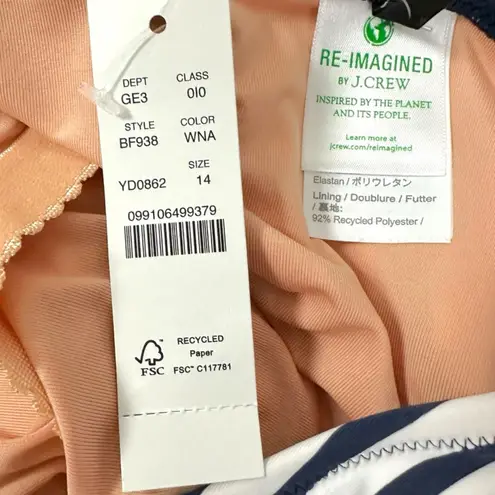 DEPT CLASS
GE3 010
STYLE COLOR
BF938 WNA
SIZE
YD0862 14
099106499379
RECYCLED
Paper
FSC
FSC™ C117781
RE-IMAGINED
BY J.CREW
INSPIRED BY THE PLANET
AND ITS PEOPLE.
Learn more at
jcrew.com/reimagined
Elastan / ポリウレタン
Lining / Doublure / Futter
/ 裏地:
92% Recycled Polyester /